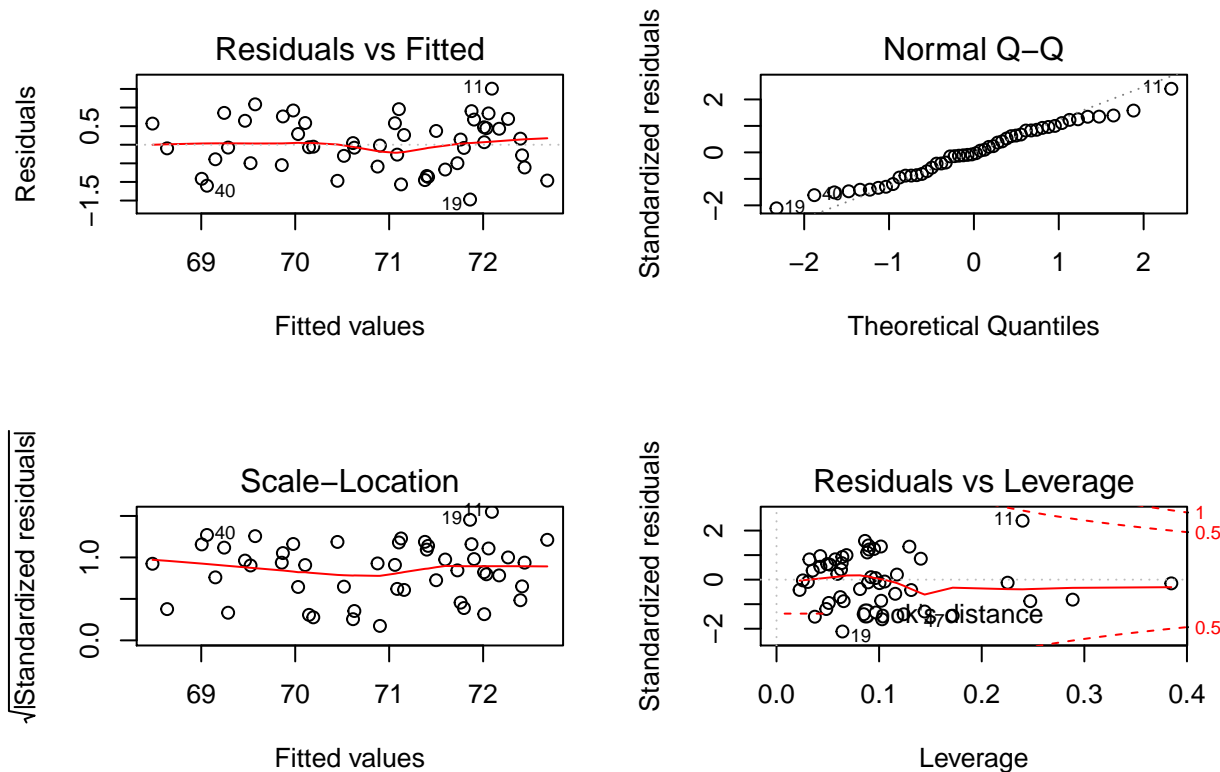 Residuals vs Fitted
Residuals
0.5
−1.5
11
40
19
69 70 71 72
Fitted values
Normal Q−Q
Standardized residuals
2
0
−2
11
19
−2 −1 0 1 2
Theoretical Quantiles
Scale−Location
√|Standardized residuals|
1.0
0.0
40
19
11
69 70 71 72
Fitted values
Residuals vs Leverage
Standardized residuals
2
0
−2
11
19
47
distance
1
0.5
0.5
0.0 0.1 0.2 0.3 0.4
Leverage